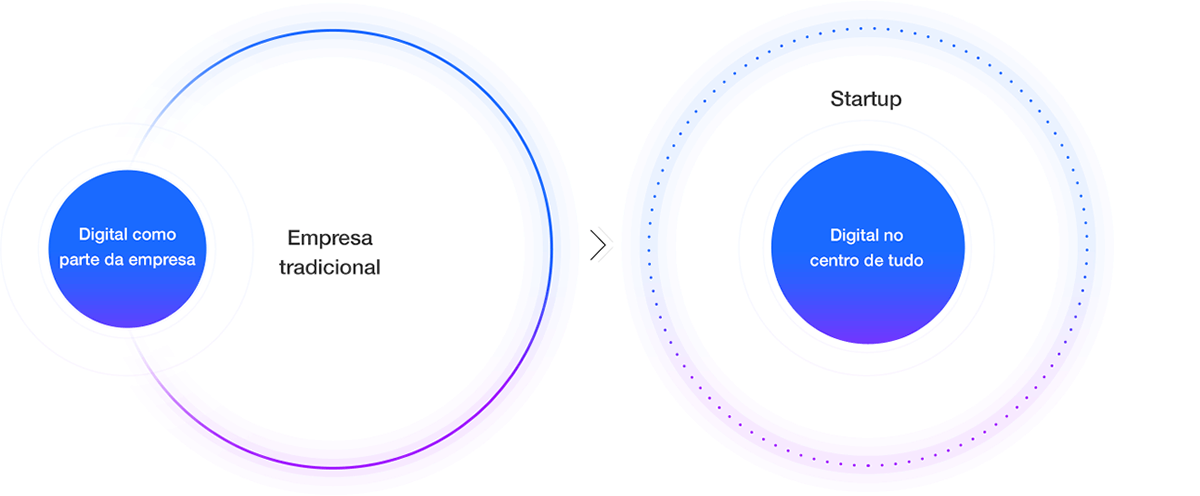 Digital como
parte da empresa
Empresa
tradicional
Startup
Digital no
centro de tudo